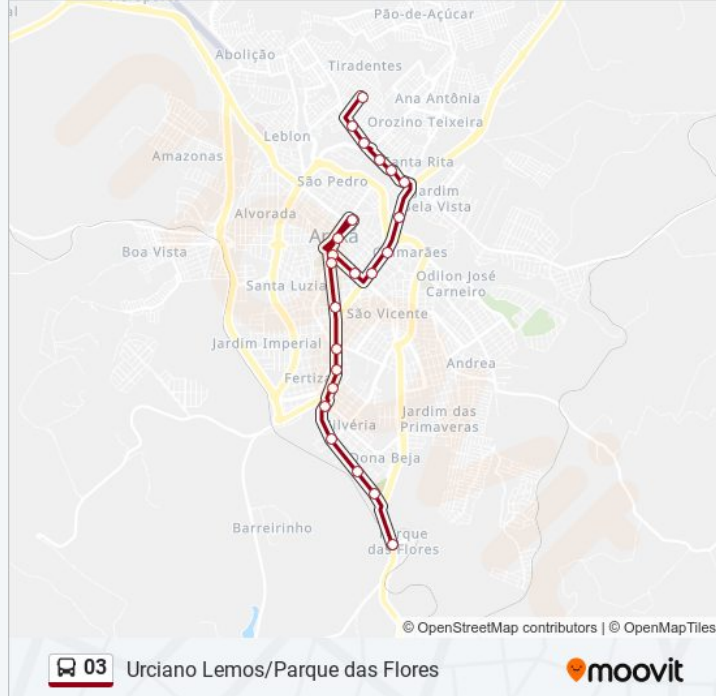 al
Pão-de-Açúcar
Abolição
Tiradentes
Ana Antônia
Orozino Teixeira
Leblon
Amazonas
Santa Rita
São Pedro
Jardim
Bela Vista
Alvorada
Boa Vista
Guimarães
Odilon José
Carneiro
Santa Luzia
São Vicente
Jardim Imperial
Andrea
Jardim das
Primaveras
Dona Beja
Barreirinho
Parque
das Flores
© OpenStreetMap contributors | © OpenMapTiles
03 Urciano Lemos/Parque das Flores
moovit